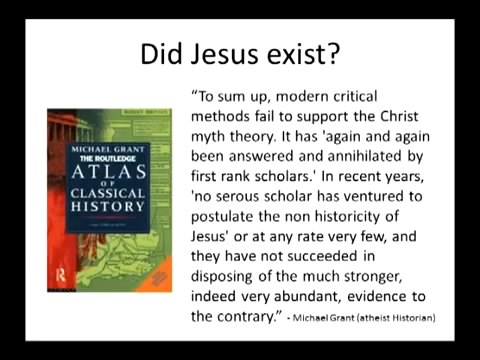 Did Jesus exist?
“To sum up, modern critical
methods fail to support the Christ
myth theory. It has 'again and again
been answered and annihilated by
first rank scholars.' In recent years,
'no serous scholar has ventured to
postulate the non historicity of
Jesus' or at any rate very few, and
they have not succeeded in
disposing of the much stronger,
indeed very abundant, evidence to
the contrary.” - Michael Grant (atheist Historian)
MICHAEL GRANT
THE ROUTLEDGE
ATLAS
OF
CLASSICAL
HISTORY
R